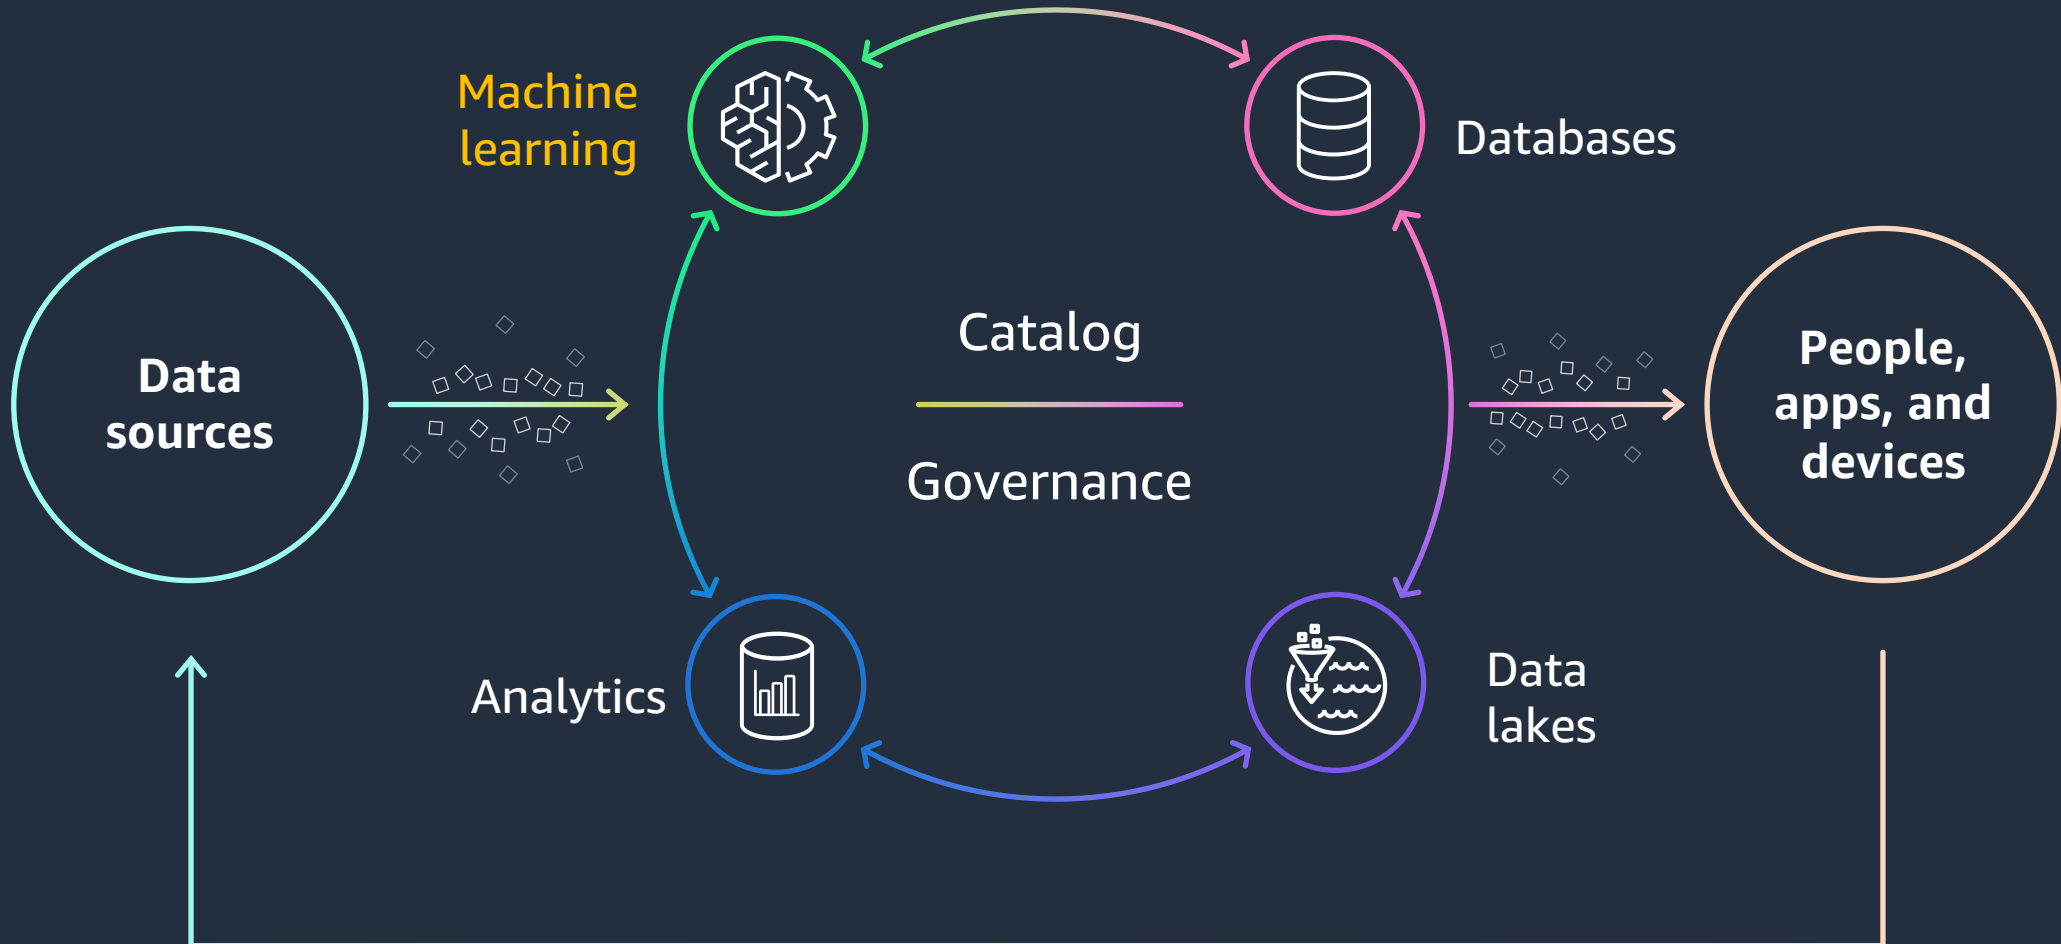 Machine
learning
Databases
Data
sources
Catalog
Governance
People,
apps, and
devices
Analytics
Data
lakes